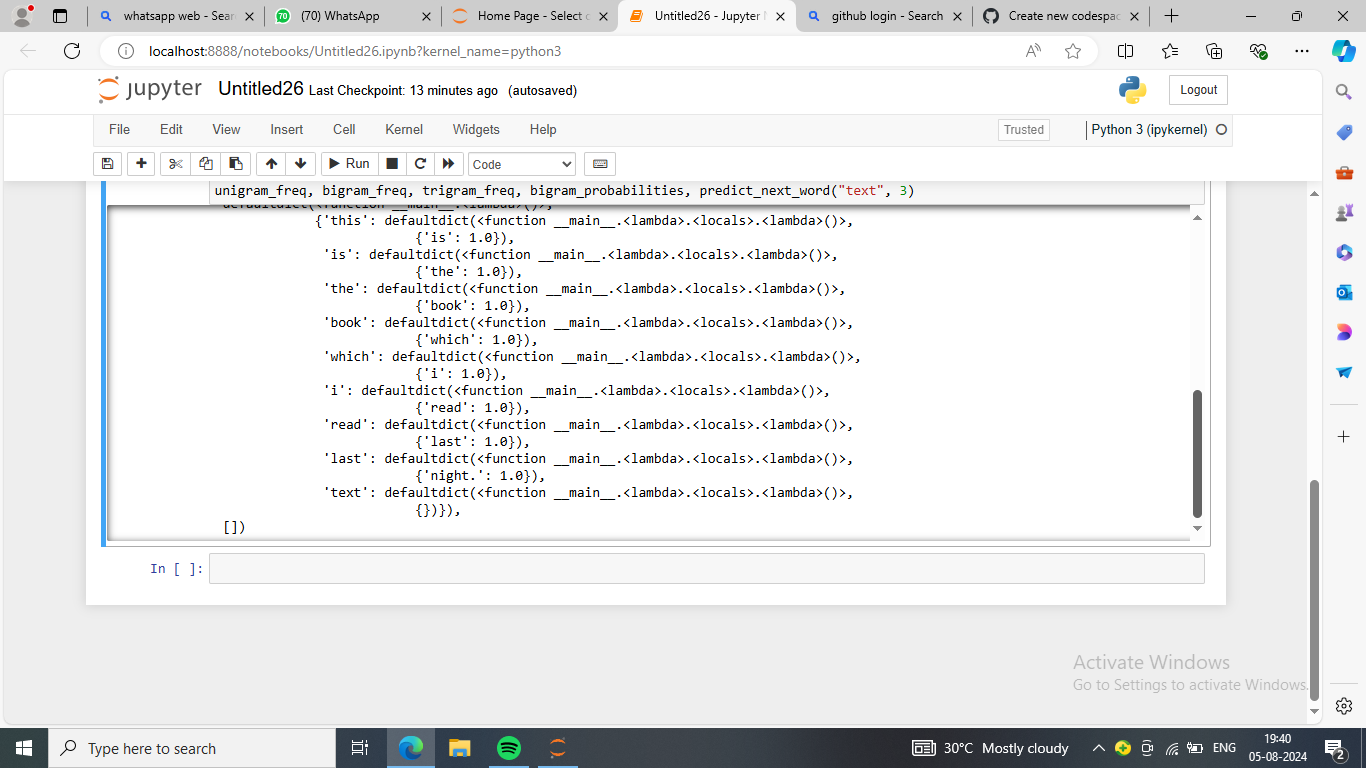 whatsapp web - Sear
(70) WhatsApp
Home Page - Select o
Untitled26 - Jupyter N
github login - Search
Create new codespac
localhost:8888/notebooks/Untitled26.ipynb?kernel_name=python3
jupyter Untitled26 Last Checkpoint: 13 minutes ago (autosaved)
Logout
File Edit View Insert Cell Kernel Widgets Help
Trusted
Python 3 (ipykernel)
Run
Code
unigram_freq, bigram_freq, trigram_freq, bigram_probabilities, predict_next_word("text", 3)
defaultdict(<function __main__.<lambda>()>,
{'this': defaultdict(<function __main__.<lambda>.<locals>.<lambda>()>,
{'is': 1.0}),
'is': defaultdict(<function __main__.<lambda>.<locals>.<lambda>()>,
{'the': 1.0}),
'the': defaultdict(<function __main__.<lambda>.<locals>.<lambda>()>,
{'book': 1.0}),
'book': defaultdict(<function __main__.<lambda>.<locals>.<lambda>()>,
{'which': 1.0}),
'which': defaultdict(<function __main__.<lambda>.<locals>.<lambda>()>,
{'i': 1.0}),
'i': defaultdict(<function __main__.<lambda>.<locals>.<lambda>()>,
{'read': 1.0}),
'read': defaultdict(<function __main__.<lambda>.<locals>.<lambda>()>,
{'last': 1.0}),
'last': defaultdict(<function __main__.<lambda>.<locals>.<lambda>()>,
{'night.': 1.0}),
'text': defaultdict(<function __main__.<lambda>.<locals>.<lambda>()>,
{})}),
[])
In [ ]:
Activate Windows
Go to Settings to activate Windows.
Type here to search
30°C Mostly cloudy
ENG
19:40
05-08-2024
2